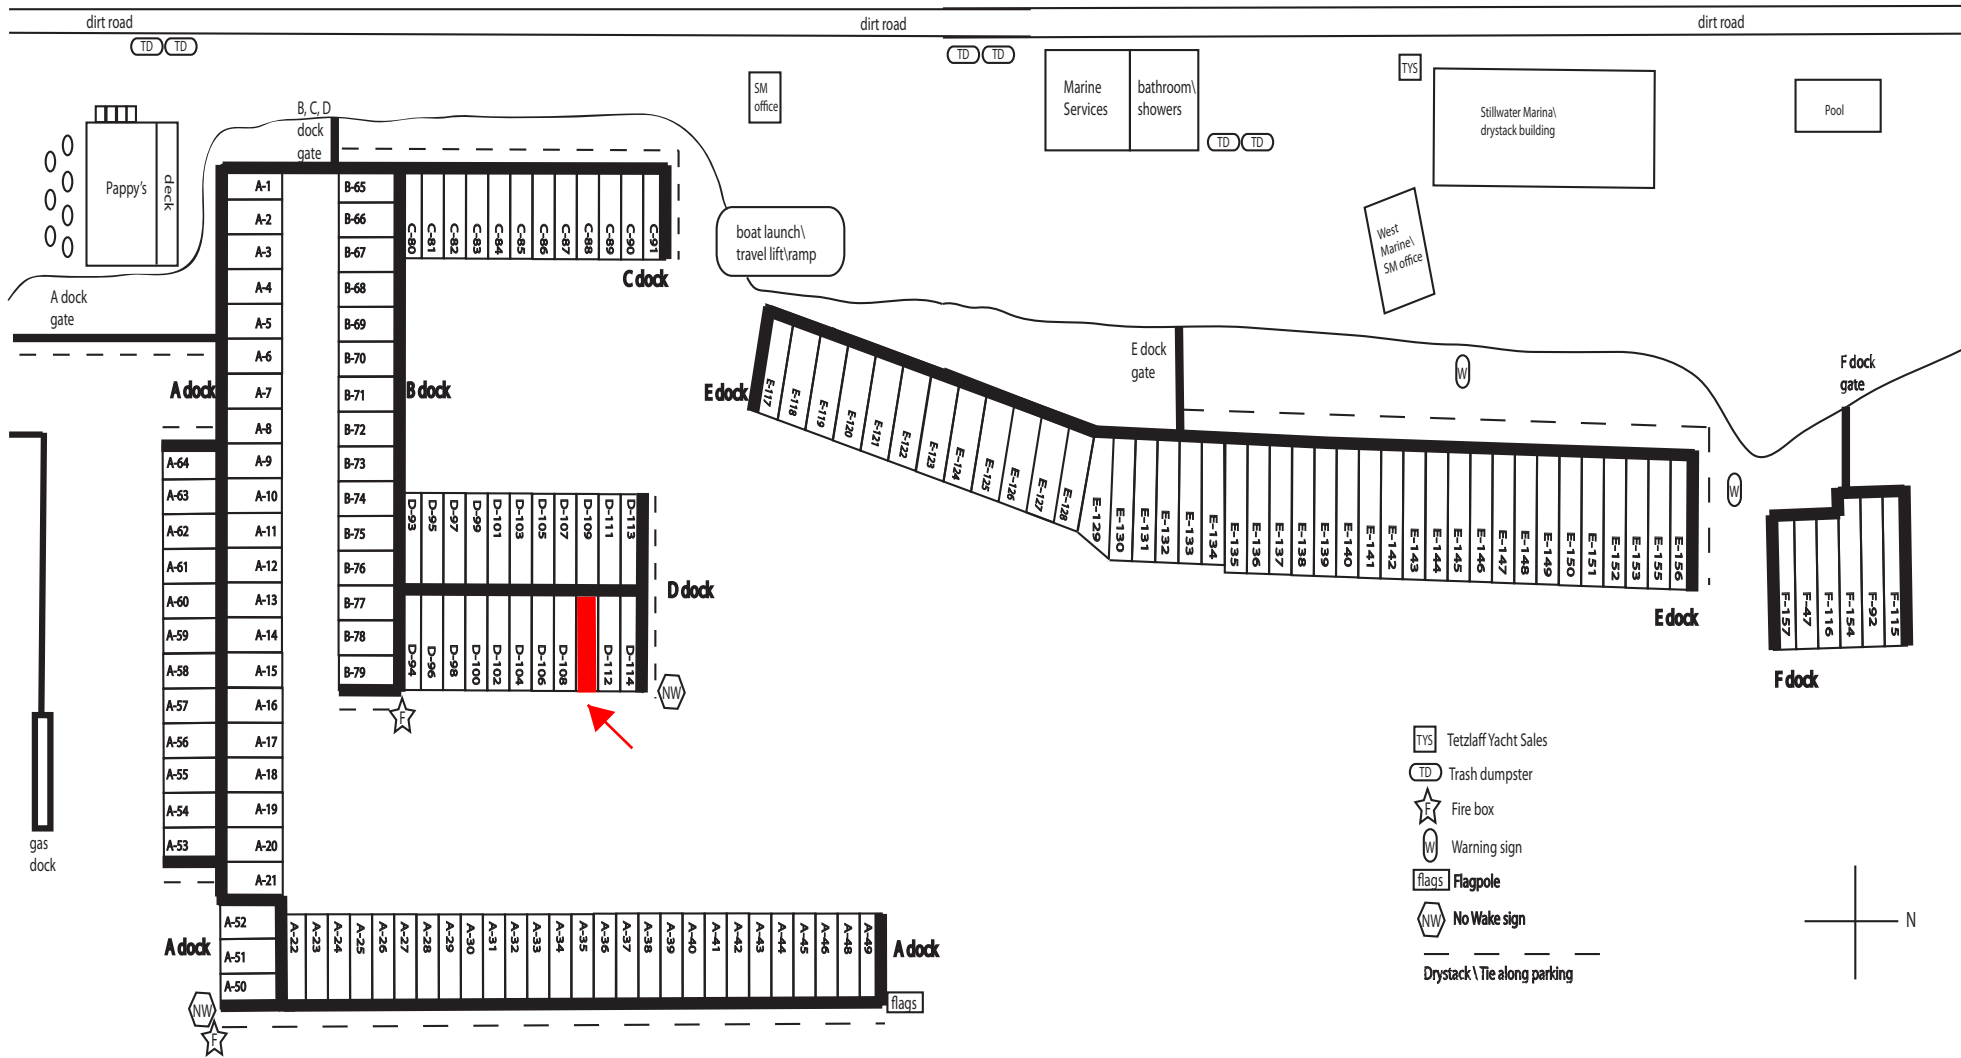 dirt road
dirt road
dirt road
TD
TD
TD
TD
SM
office
Marine
Services
bathroom\
showers
TD
TD
TYS
Stillwater Marina\
drystack building
Pool
B, C, D
dock
gate
Pappy's
deck
West
Marine\
SM office
boat launch\
travel lift\ramp
A dock
gate
A-1
A-2
A-3
A-4
A-5
A-6
A-7
A-8
A-9
A-10
A-11
A-12
A-13
A-14
A-15
A-16
A-17
A-18
A-19
A-20
A-21
B-65
B-66
B-67
B-68
B-69
B-70
B-71
B-72
B-73
B-74
B-75
B-76
B-77
B-78
B-79
C-80
C-81
C-82
C-83
C-84
C-85
C-86
C-87
C-88
C-89
C-90
C-91
C dock
A dock
B dock
A-64
A-63
A-62
A-61
A-60
A-59
A-58
A-57
A-56
A-55
A-54
A-53
gas
dock
D-93
D-95
D-97
D-99
D-101
D-103
D-105
D-107
D-109
D-111
D-113
D dock
D-94
D-96
D-98
D-100
D-102
D-104
D-106
D-108
D-112
D-114
NW
F
E dock
E-117
E-118
E-119
E-120
E-121
E-122
E-123
E-124
E-125
E-126
E-127
E-128
E-129
E-130
E-131
E-132
E-133
E-134
E-135
E-136
E-137
E-138
E-139
E-140
E-141
E-142
E-143
E-144
E-145
E-146
E-147
E-148
E-149
E-150
E-151
E-152
E-153
E-155
E-156
E dock
gate
W
W
E dock
F dock
gate
F-157
F-47
F-116
F-154
F-92
F-115
F dock
A-52
A-51
A-50
A dock
A-22
A-23
A-24
A-25
A-26
A-27
A-28
A-29
A-30
A-31
A-32
A-33
A-34
A-35
A-36
A-37
A-38
A-39
A-40
A-41
A-42
A-43
A-44
A-45
A-46
A-48
A-49
A dock
flags
NW
F
TYS Tetzlaff Yacht Sales
TD Trash dumpster
F Fire box
W Warning sign
flags Flagpole
NW No Wake sign
Drystack \ Tie along parking
N